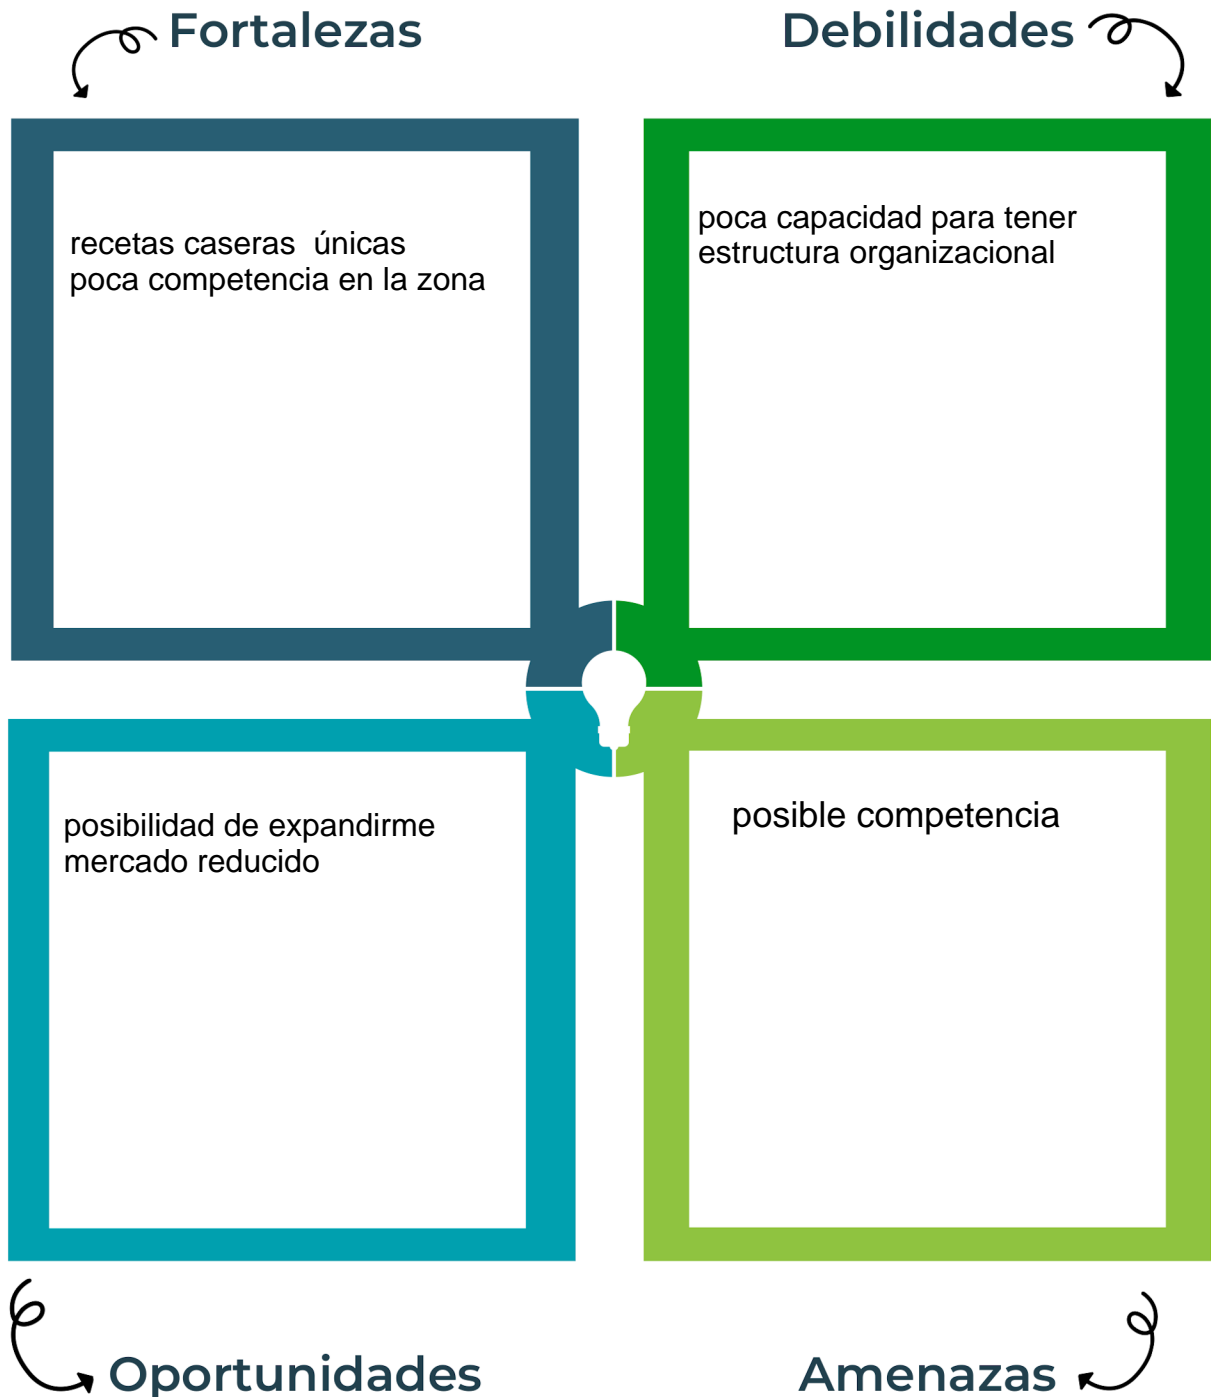 Fortalezas
Debilidades
recetas caseras  únicas
poca competencia en la zona
poca capacidad para tener
estructura organizacional
posibilidad de expandirme
mercado reducido
posible competencia
Oportunidades
Amenazas